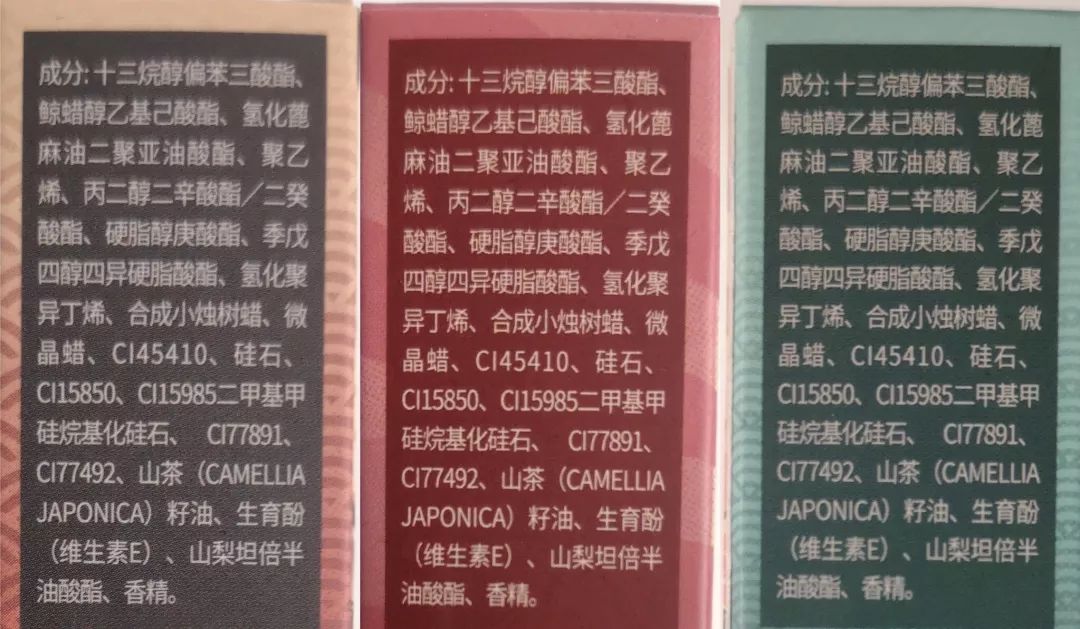 成分: 十三烷醇偏苯三酸酯、
鲸蜡醇乙基己酸酯、氢化蓖
麻油二聚亚油酸酯、聚乙
烯、丙二醇二辛酸酯／二癸
酸酯、硬脂醇庚酸酯、季戊
四醇四异硬脂酸酯、氢化聚
异丁烯、合成小烛树蜡、微
晶蜡、CI45410、硅石、
CI15850、CI15985二甲基甲
硅烷基化硅石、 CI77891、
CI77492、山茶（CAMELLIA
JAPONICA）籽油、生育酚
（维生素E）、山梨坦倍半
油酸酯、香精。
成分: 十三烷醇偏苯三酸酯、
鲸蜡醇乙基己酸酯、氢化蓖
麻油二聚亚油酸酯、聚乙
烯、丙二醇二辛酸酯／二癸
酸酯、硬脂醇庚酸酯、季戊
四醇四异硬脂酸酯、氢化聚
异丁烯、合成小烛树蜡、微
晶蜡、CI45410、硅石、
CI15850、CI15985二甲基甲
硅烷基化硅石、 CI77891、
CI77492、山茶（CAMELLIA
JAPONICA）籽油、生育酚
（维生素E）、山梨坦倍半
油酸酯、香精。
成分: 十三烷醇偏苯三酸酯、
鲸蜡醇乙基己酸酯、氢化蓖
麻油二聚亚油酸酯、聚乙
烯、丙二醇二辛酸酯／二癸
酸酯、硬脂醇庚酸酯、季戊
四醇四异硬脂酸酯、氢化聚
异丁烯、合成小烛树蜡、微
晶蜡、CI45410、硅石、
CI15850、CI15985二甲基甲
硅烷基化硅石、 CI77891、
CI77492、山茶（CAMELLIA
JAPONICA）籽油、生育酚
（维生素E）、山梨坦倍半
油酸酯、香精。